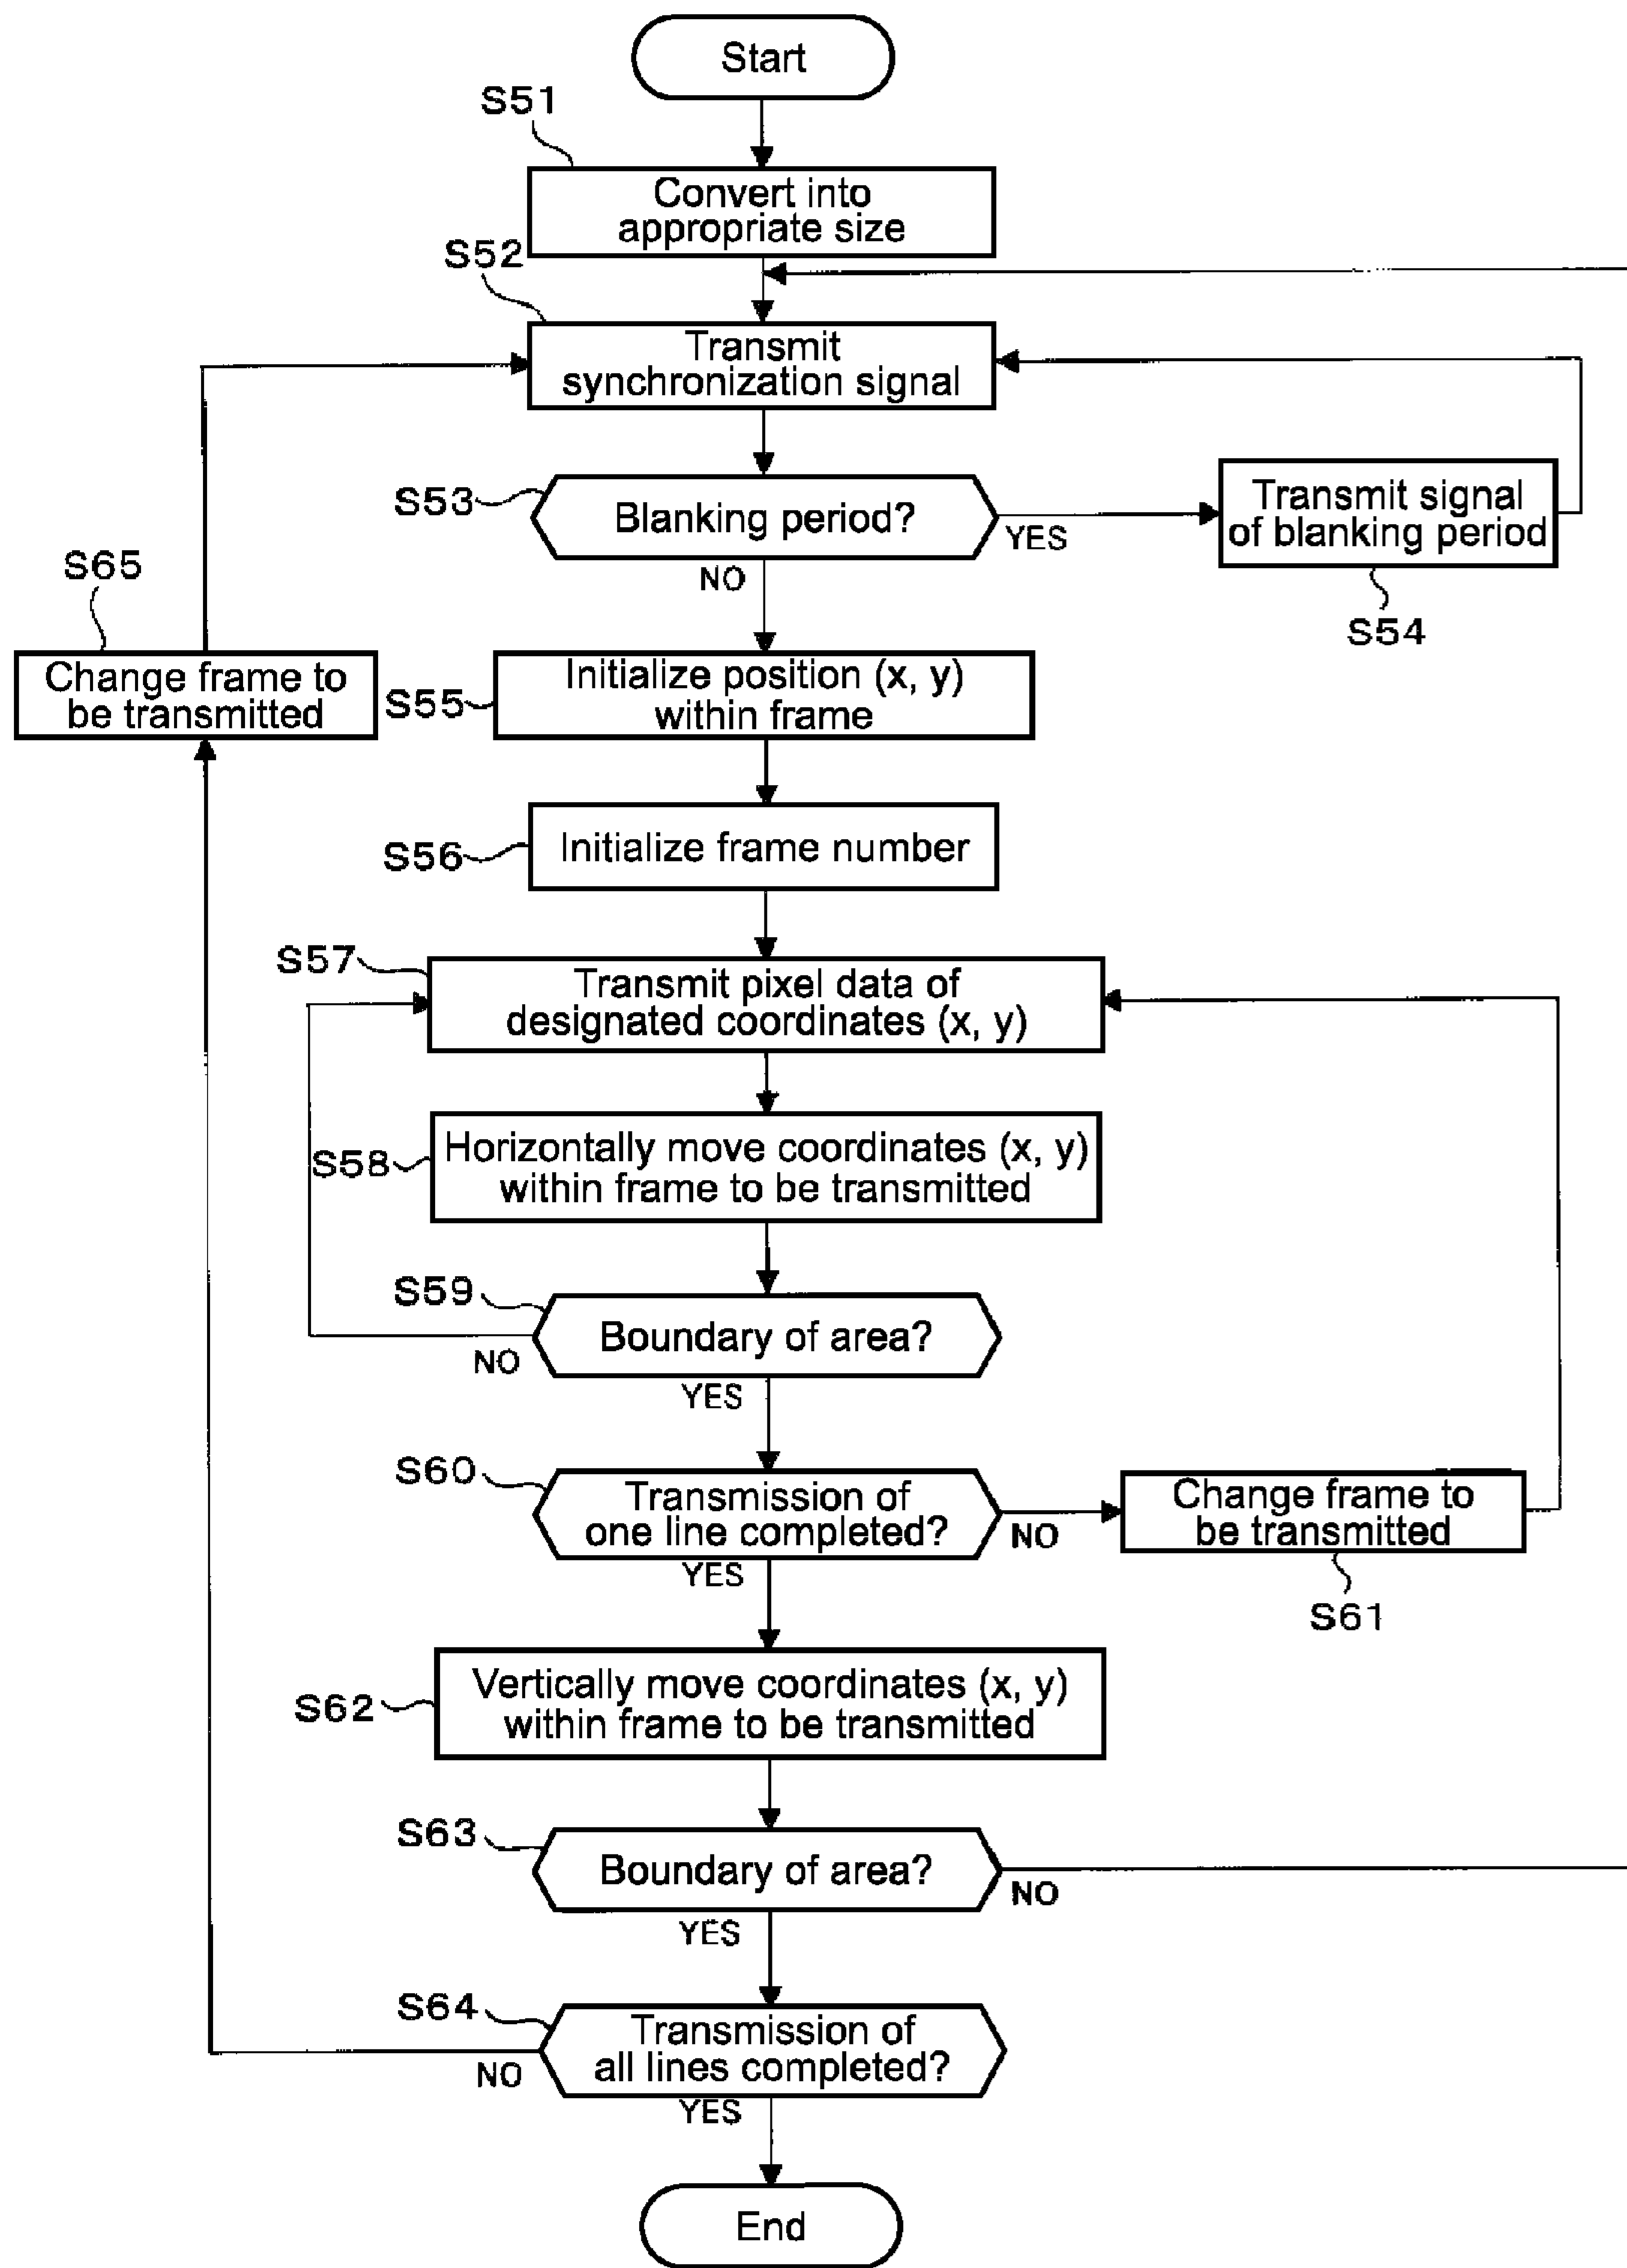 Start
S51
Convert into
appropriate size
S52
Transmit
synchronization signal
S53
Blanking period?
YES
NO
Transmit signal
of blanking period
S54
S65
Change frame to
be transmitted
S55
Initialize position (x, y)
within frame
S56
Initialize frame number
S57
Transmit pixel data of
designated coordinates (x, y)
S58
Horizontally move coordinates (x, y)
within frame to be transmitted
S59
Boundary of area?
NO
YES
S60
Transmission of
one line completed?
NO
YES
Change frame to
be transmitted
S61
S62
Vertically move coordinates (x, y)
within frame to be transmitted
S63
Boundary of area?
NO
YES
S64
Transmission of
all lines completed?
NO
YES
End